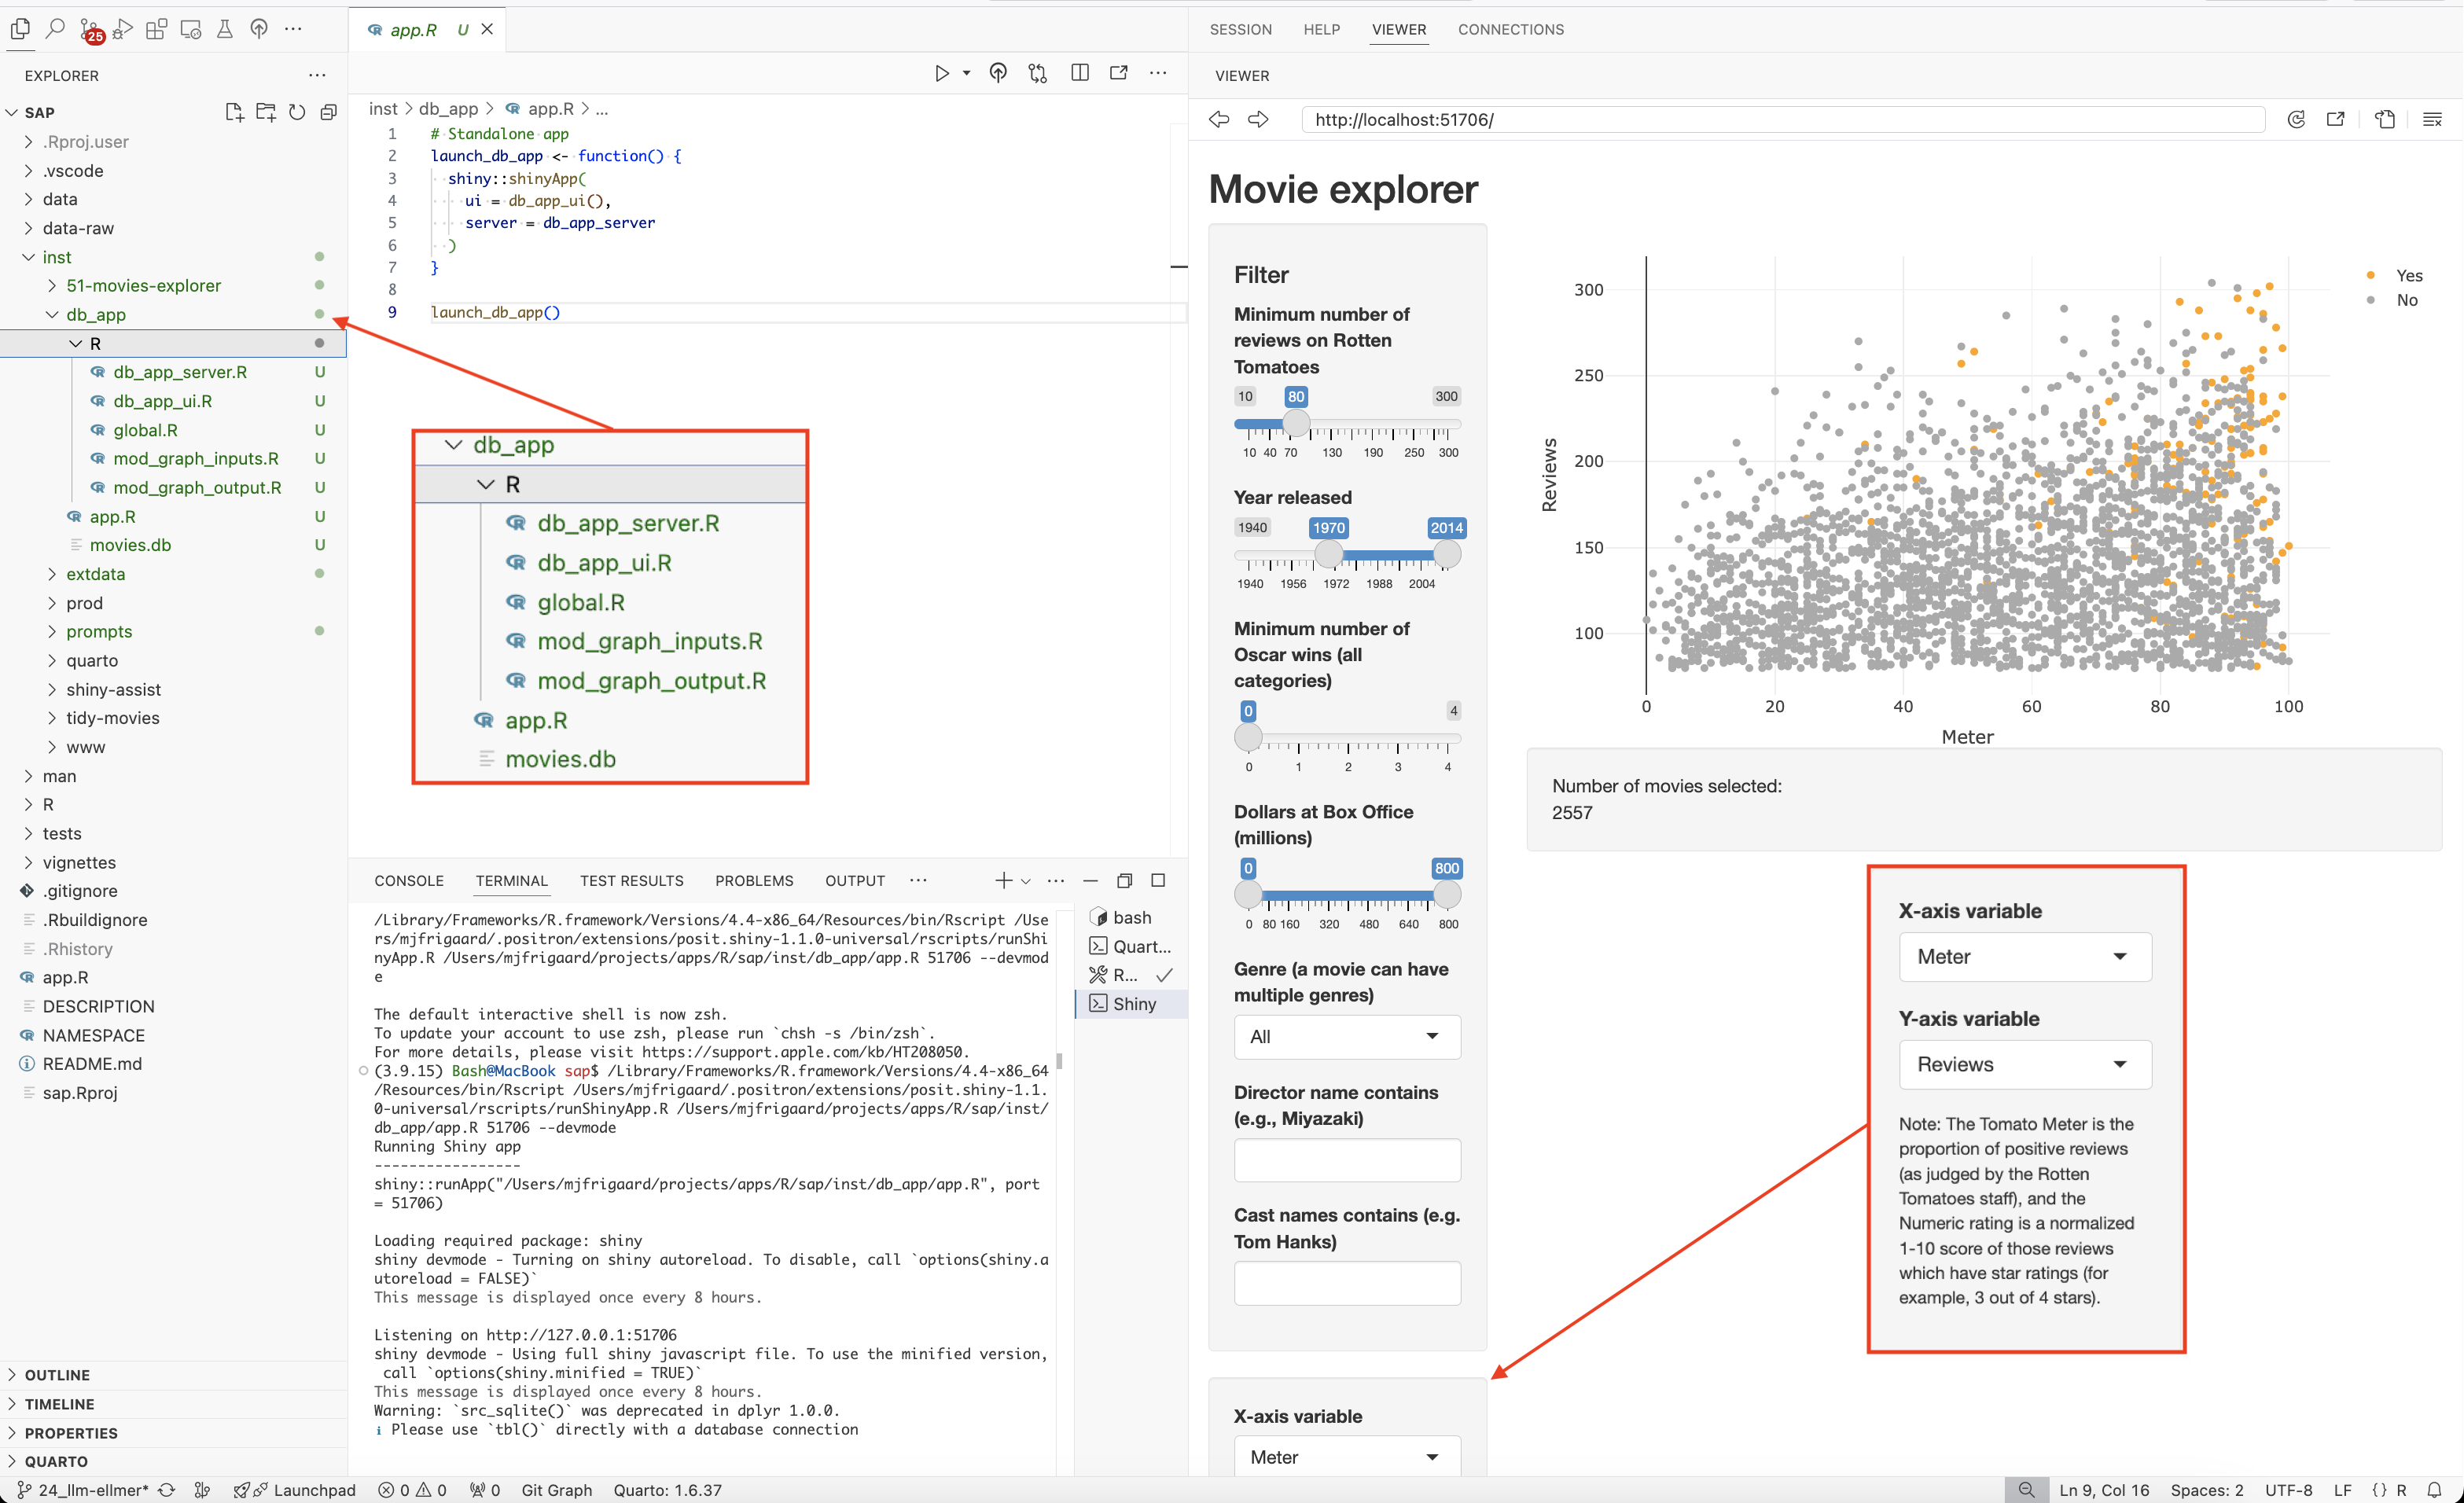 25
app.R U
SESSION HELP VIEWER CONNECTIONS
EXPLORER
VIEWER
http://localhost:51706/
SAP
.Rproj.user
.vscode
data
data-raw
inst
51-movies-explorer
db_app
R
db_app_server.R U
db_app_ui.R U
global.R U
mod_graph_inputs.R U
mod_graph_output.R U
app.R U
movies.db U
extdata
prod
prompts
quarto
shiny-assist
tidy-movies
www
man
R
tests
vignettes
.gitignore
.Rbuildignore
.Rhistory
app.R
DESCRIPTION
NAMESPACE
README.md
sap.Rproj
OUTLINE
TIMELINE
PROPERTIES
QUARTO
inst > db_app > app.R > ...
1 # Standalone app
2 launch_db_app <- function() {
3 shiny::shinyApp(
4 ui = db_app_ui(),
5 server = db_app_server
6 )
7 }
8
9 launch_db_app()
db_app
R
db_app_server.R
db_app_ui.R
global.R
mod_graph_inputs.R
mod_graph_output.R
app.R
movies.db
CONSOLE TERMINAL TEST RESULTS PROBLEMS OUTPUT
/Library/Frameworks/R.framework/Versions/4.4-x86_64/Resources/bin/Rscript /Use
rs/mjfrigaard/.positron/extensions/posit.shiny-1.1.0-universal/rscripts/runShi
nyApp.R /Users/mjfrigaard/projects/apps/R/sap/inst/db_app/app.R 51706 --devmod
e
The default interactive shell is now zsh.
To update your account to use zsh, please run `chsh -s /bin/zsh`.
For more details, please visit https://support.apple.com/kb/HT208050.
(3.9.15) Bash@MacBook sap$ /Library/Frameworks/R.framework/Versions/4.4-x86_64
/Resources/bin/Rscript /Users/mjfrigaard/.positron/extensions/posit.shiny-1.1.
0-universal/rscripts/runShinyApp.R /Users/mjfrigaard/projects/apps/R/sap/inst/
db_app/app.R 51706 --devmode
Running Shiny app
-----------------
shiny::runApp("/Users/mjfrigaard/projects/apps/R/sap/inst/db_app/app.R", port
= 51706)
Loading required package: shiny
shiny devmode - Turning on shiny autoreload. To disable, call `options(shiny.a
utoreload = FALSE)`
This message is displayed once every 8 hours.
Listening on http://127.0.0.1:51706
shiny devmode - Using full shiny javascript file. To use the minified version,
call `options(shiny.minified = TRUE)`
This message is displayed once every 8 hours.
Warning: `src_sqlite()` was deprecated in dplyr 1.0.0.
i Please use `tbl()` directly with a database connection
bash
Quart...
R...
Shiny
Movie explorer
Filter
Minimum number of
reviews on Rotten
Tomatoes
10 80 300
10 40 70 130 190 250 300
Year released
1940 1970 2014
1940 1956 1972 1988 2004
Minimum number of
Oscar wins (all
categories)
0 4
0 1 2 3 4
Dollars at Box Office
(millions)
0 800
0 80 160 320 480 640 800
Genre (a movie can have
multiple genres)
All
Director name contains
(e.g., Miyazaki)
Cast names contains (e.g.
Tom Hanks)
X-axis variable
Meter
Yes
No
300
250
200
150
100
Reviews
0 20 40 60 80 100
Meter
Number of movies selected:
2557
X-axis variable
Meter
Y-axis variable
Reviews
Note: The Tomato Meter is the
proportion of positive reviews
(as judged by the Rotten
Tomatoes staff), and the
Numeric rating is a normalized
1-10 score of those reviews
which have star ratings (for
example, 3 out of 4 stars).
24_llm-ellmer* Launchpad 0 0 0 Git Graph Quarto: 1.6.37 Ln 9, Col 16 Spaces: 2 UTF-8 LF {} R